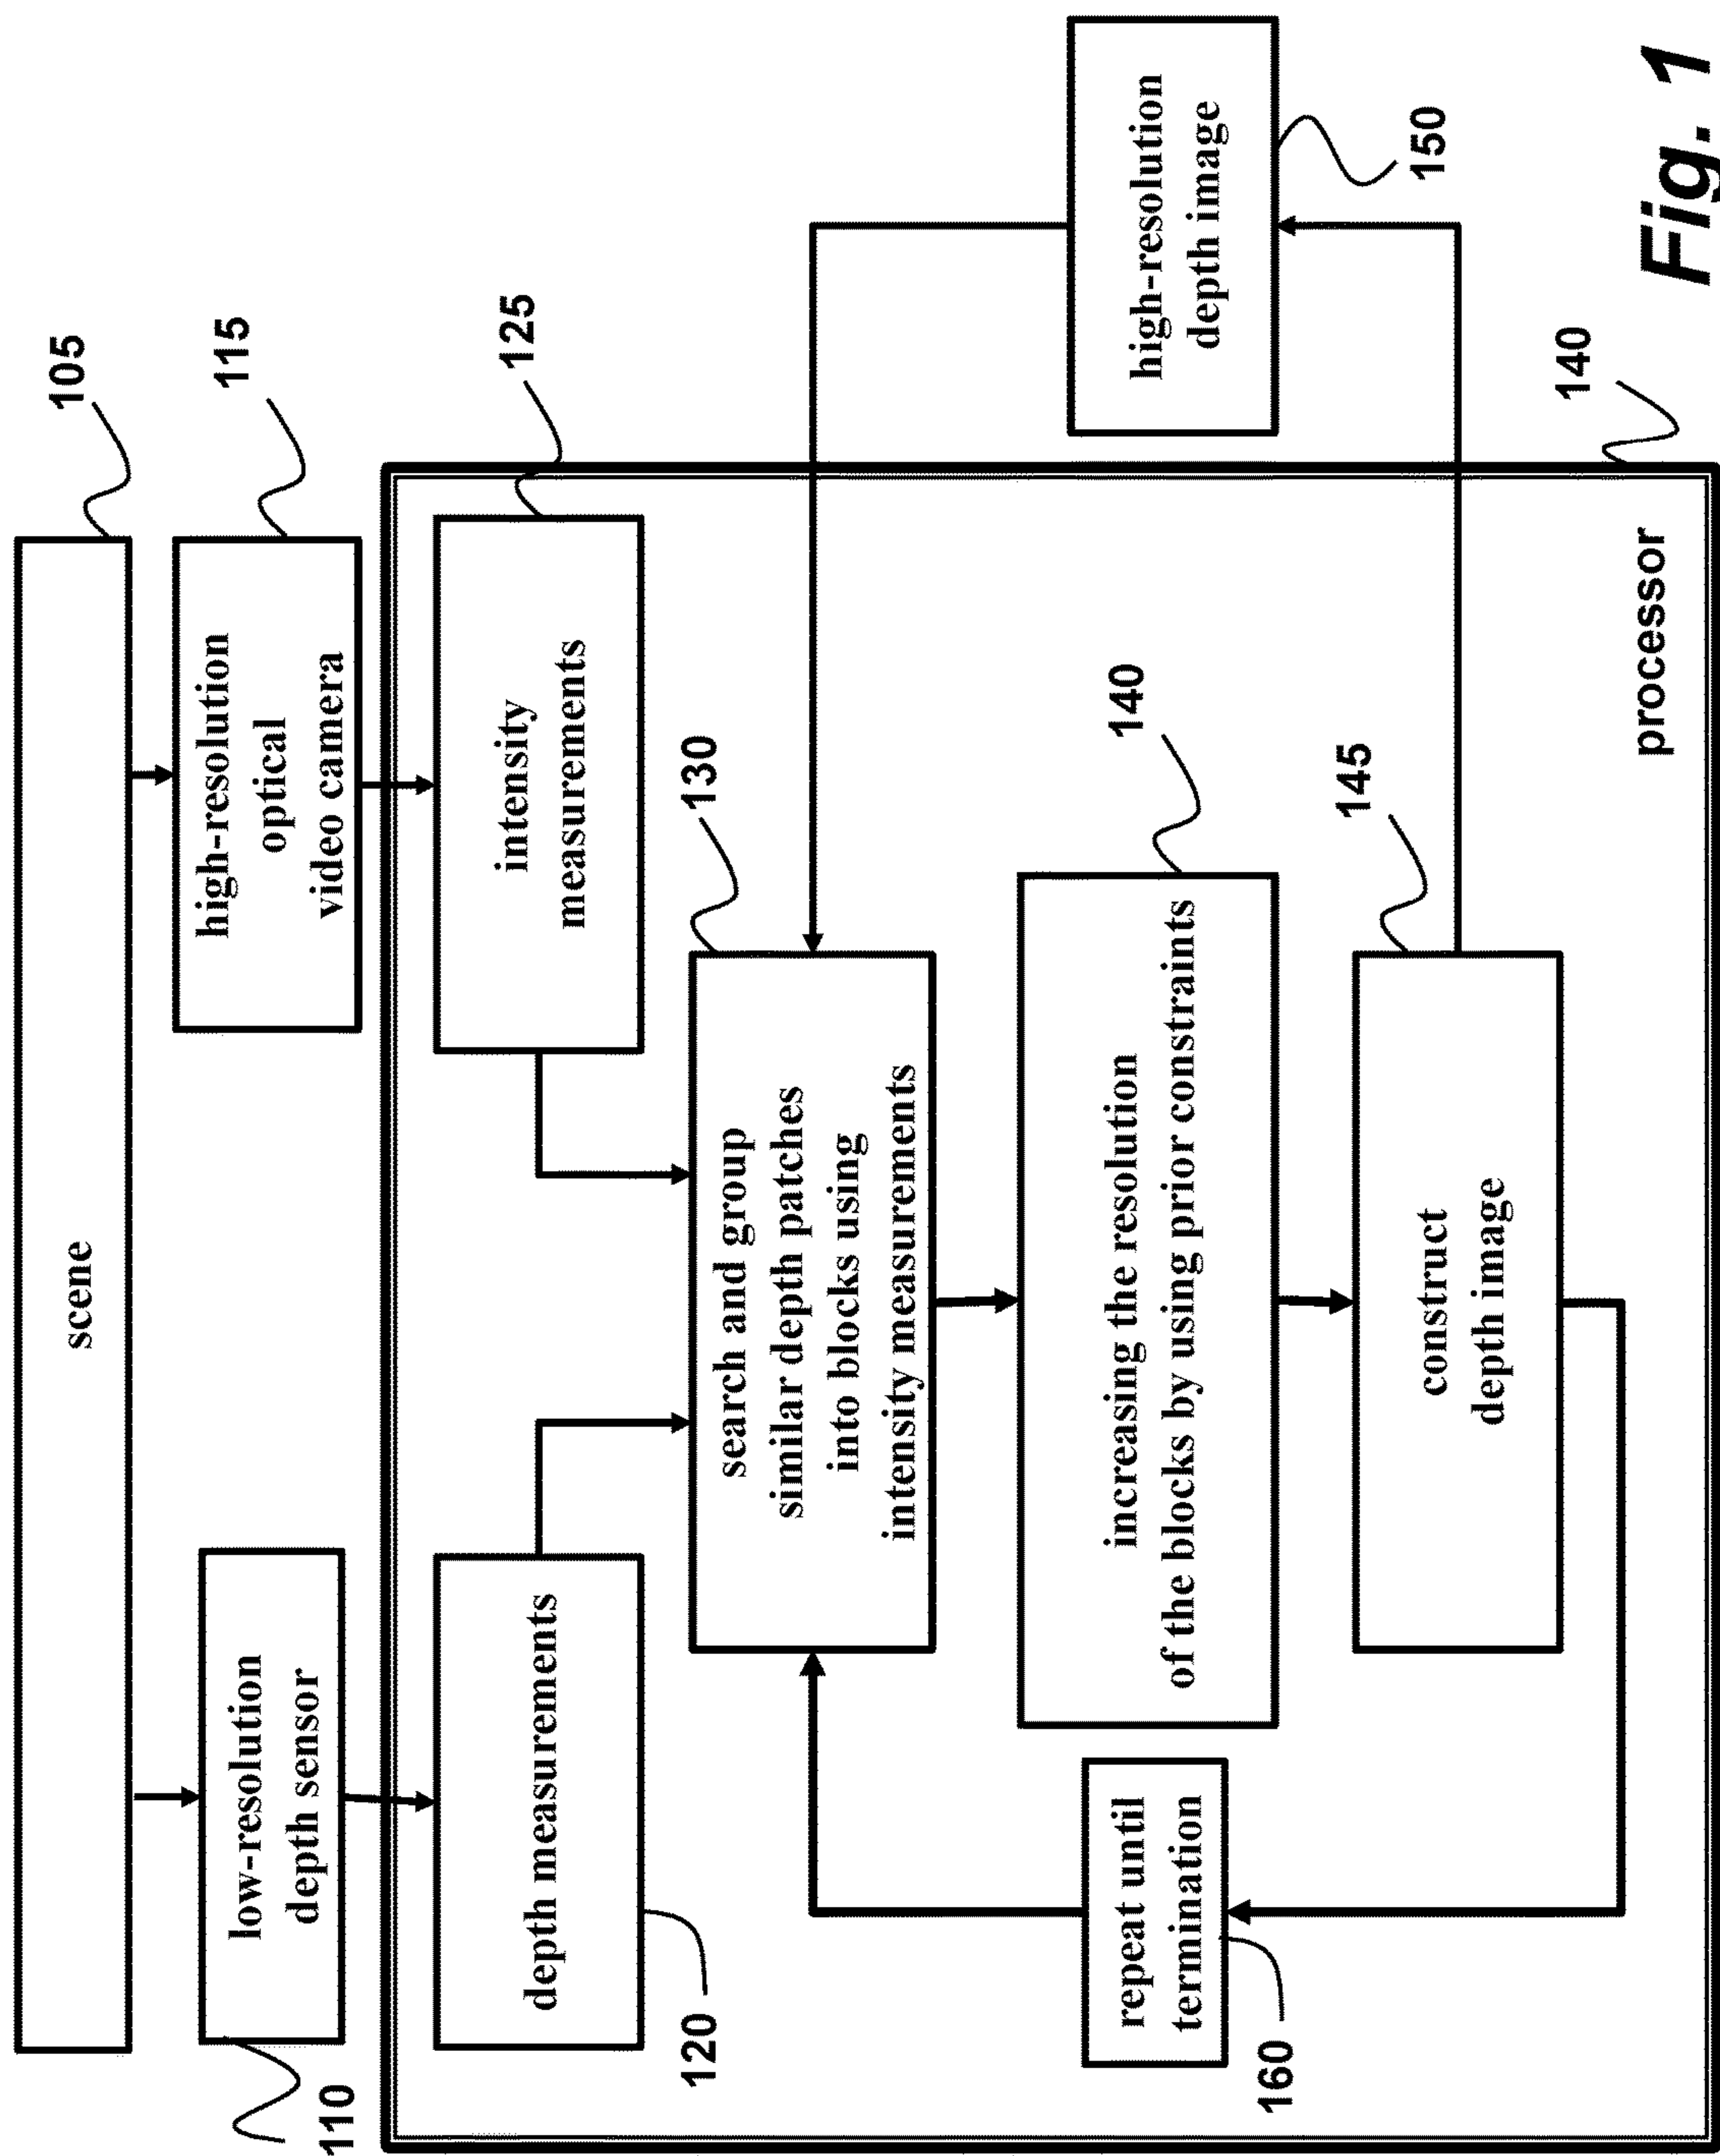 scene
105
low-resolution
depth sensor
110
high-resolution
optical
video camera
115
depth measurements
120
intensity
measurements
125
search and group
similar depth patches
into blocks using
intensity measurements
130
increasing the resolution
of the blocks by using prior constraints
140
repeat until
termination
160
construct
depth image
145
high-resolution
depth image
150
processor
140
Fig. 1